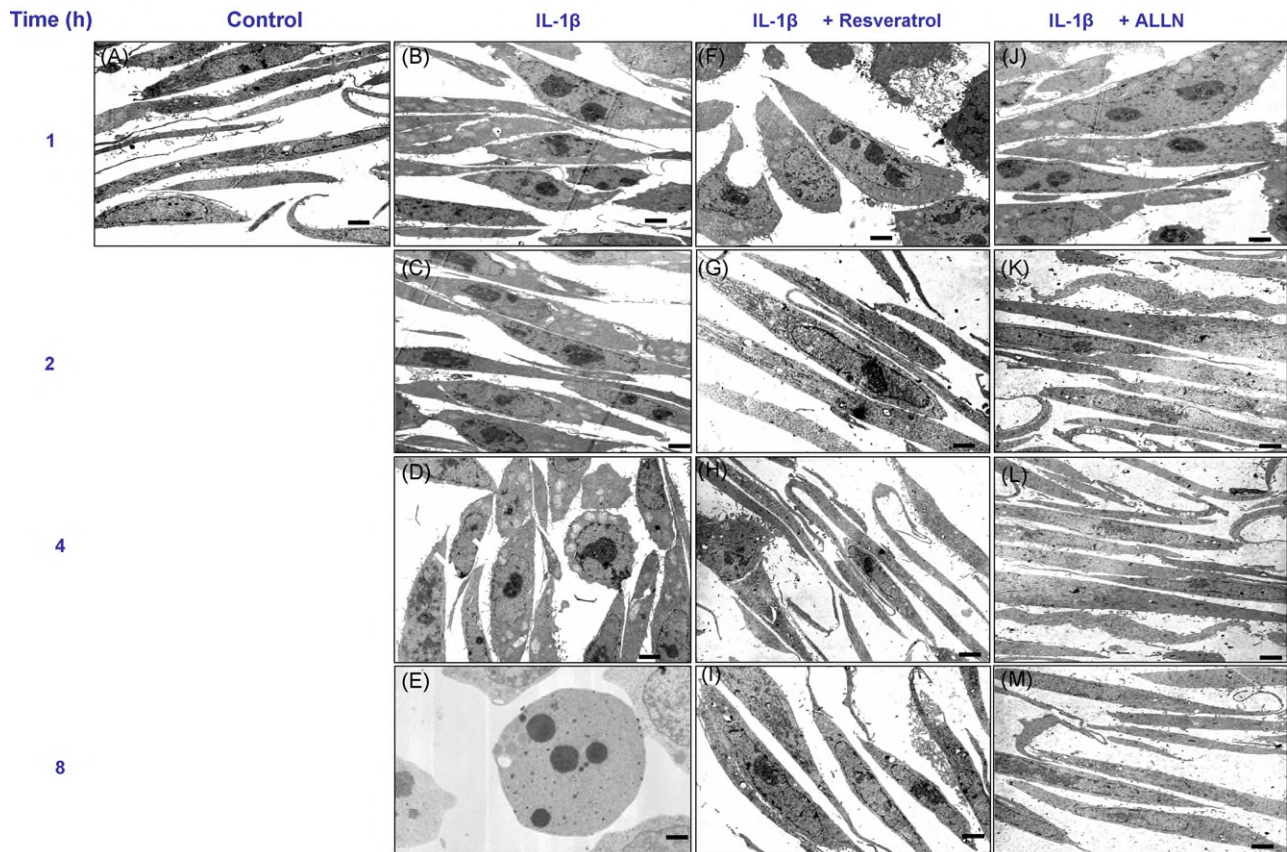 Time (h) Control IL-1β IL-1β + Resveratrol IL-1β + ALLN
(A) (B) (F) (J)
1
(C) (G) (K)
2
(D) (H) (L)
4
(E) (I) (M)
8